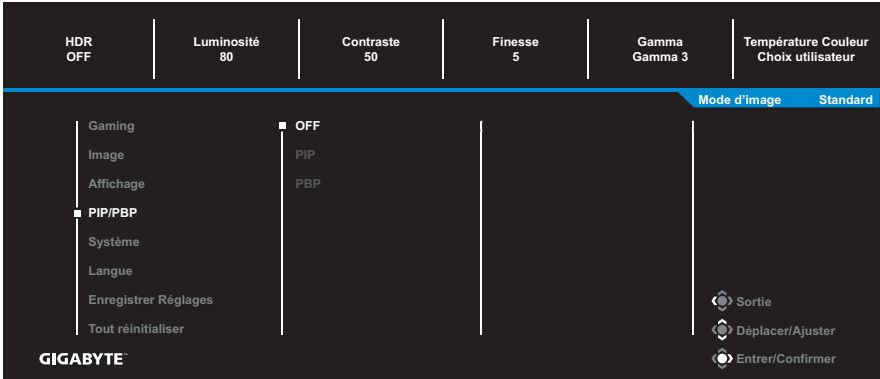 HDR
OFF
Luminosité
80
Contraste
50
Finesse
5
Gamma
Gamma 3
Température Couleur
Choix utilisateur
Mode d'image Standard
Gaming
Image
Affichage
PIP/PBP
Système
Langue
Enregistrer Réglages
Tout réinitialiser
OFF
PIP
PBP
Sortie
Déplacer/Ajuster
Entrer/Confirmer
GIGABYTE™